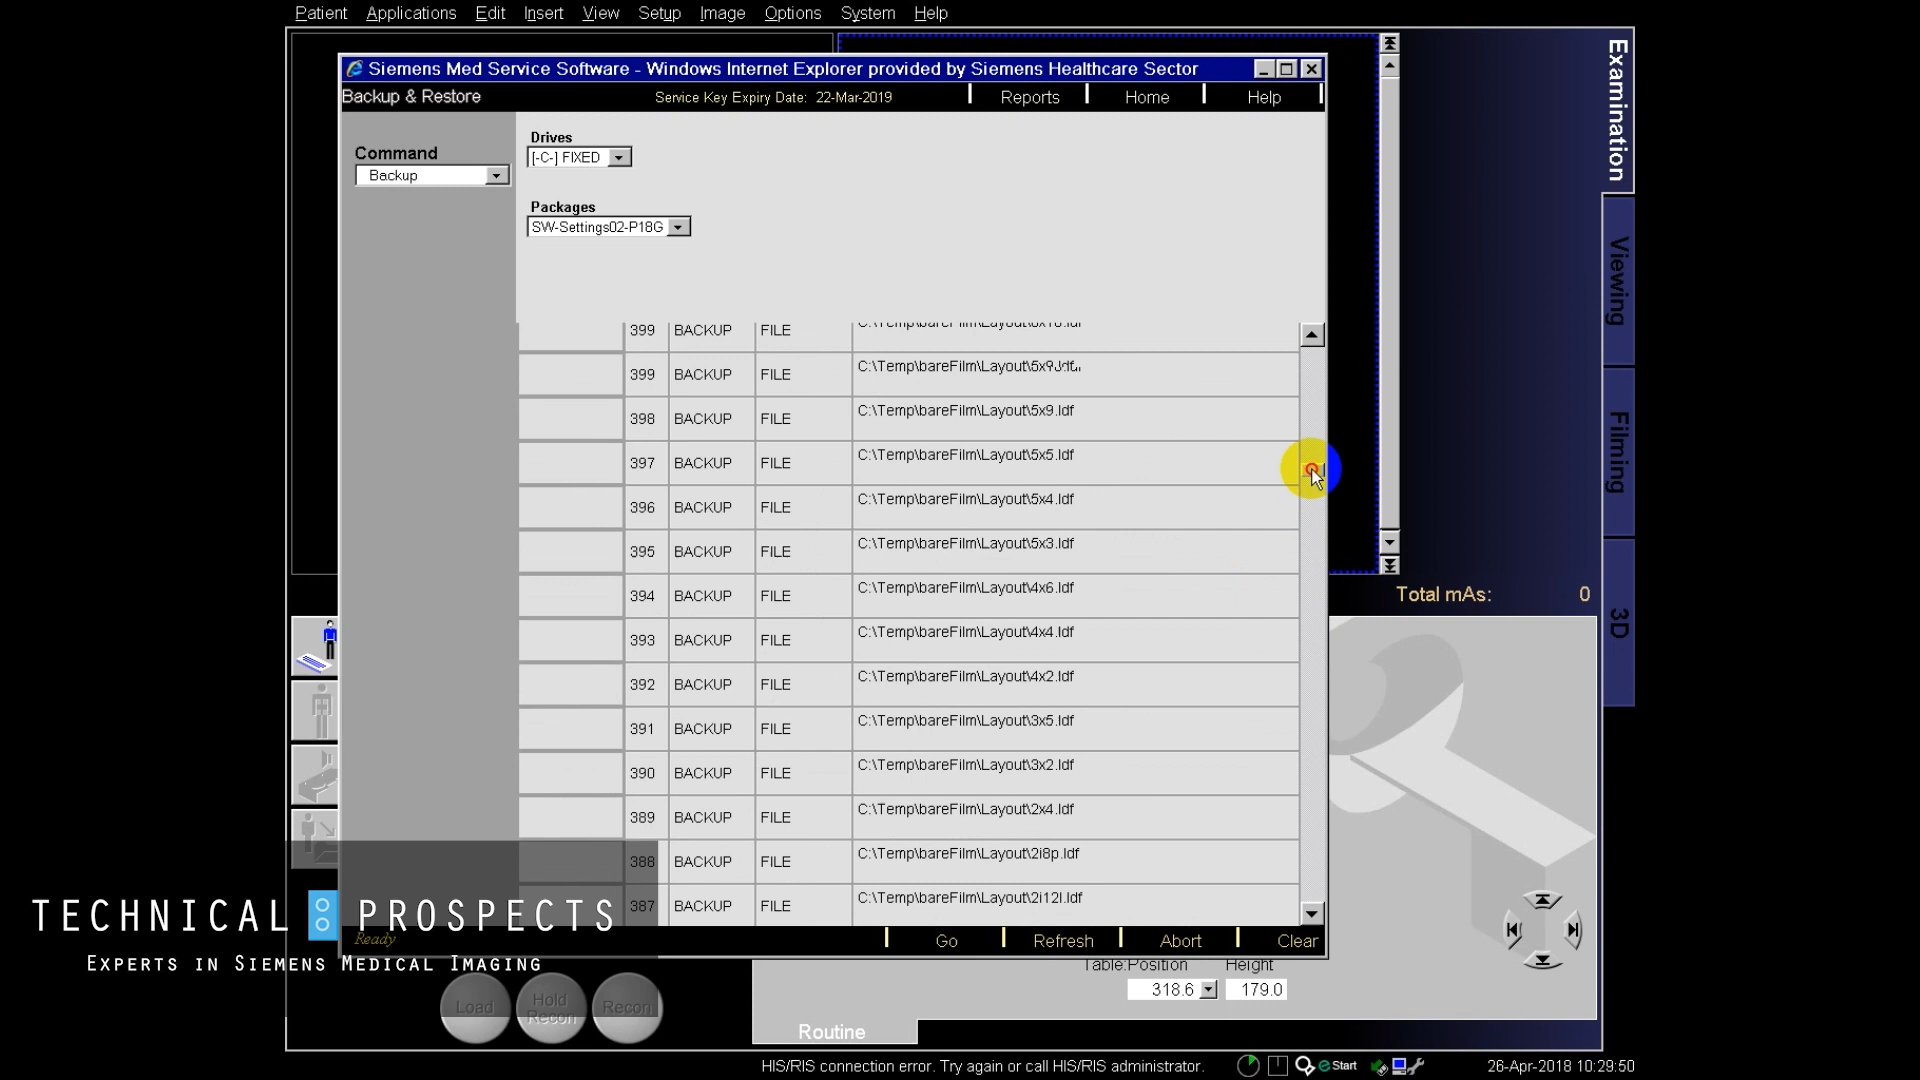 Patient Applications Edit Insert View Setup Image Options System Help
Siemens Med Service Software - Windows Internet Explorer provided by Siemens Healthcare Sector
Backup & Restore Service Key Expiry Date: 22-Mar-2019 Reports Home Help
Drives
Command
[-C-] FIXED
Backup
Packages
SW-Settings02-P18G
399 BACKUP FILE
399 BACKUP FILE
398 BACKUP FILE C:\Temp\bareFilm\Layout\5x9.ldf
397 BACKUP FILE C:\Temp\bareFilm\Layout\5x5.ldf
396 BACKUP FILE C:\Temp\bareFilm\Layout\5x4.ldf
395 BACKUP FILE C:\Temp\bareFilm\Layout\5x3.ldf
394 BACKUP FILE C:\Temp\bareFilm\Layout\4x6.ldf
393 BACKUP FILE C:\Temp\bareFilm\Layout\4x4.ldf
392 BACKUP FILE C:\Temp\bareFilm\Layout\4x2.ldf
391 BACKUP FILE C:\Temp\bareFilm\Layout\3x5.ldf
390 BACKUP FILE C:\Temp\bareFilm\Layout\3x2.ldf
389 BACKUP FILE C:\Temp\bareFilm\Layout\2x4.ldf
388 BACKUP FILE C:\Temp\bareFilm\Layout\2i8p.ldf
387 BACKUP FILE C:\Temp\bareFilm\Layout\2i12l.ldf
Ready Go Refresh Abort Clear
Examination
Viewing
Filming
3D
Total mAs: 0
TECHNICAL PROSPECTS
EXPERTS IN SIEMENS MEDICAL IMAGING
Table:Position Height
318.6 179.0
Load Hold Recon Recon
Routine
HIS/RIS connection error. Try again or call HIS/RIS administrator. Start 26-Apr-2018 10:29:50